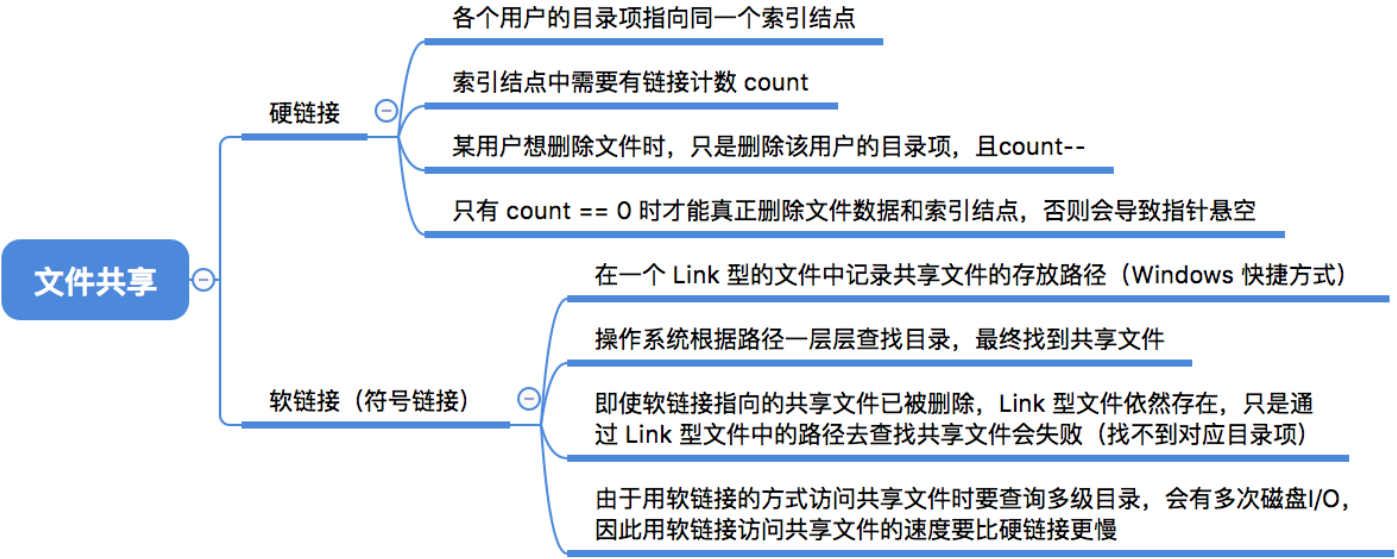 文件共享
硬链接
各个用户的目录项指向同一个索引结点
索引结点中需要有链接计数 count
某用户想删除文件时，只是删除该用户的目录项，且count--
只有 count == 0 时才能真正删除文件数据和索引结点，否则会导致指针悬空
软链接（符号链接）
在一个 Link 型的文件中记录共享文件的存放路径（Windows 快捷方式）
操作系统根据路径一层层查找目录，最终找到共享文件
即使软链接指向的共享文件已被删除，Link 型文件依然存在，只是通
过 Link 型文件中的路径去查找共享文件会失败（找不到对应目录项）
由于用软链接的方式访问共享文件时要查询多级目录，会有多次磁盘I/O，
因此用软链接访问共享文件的速度要比硬链接更慢